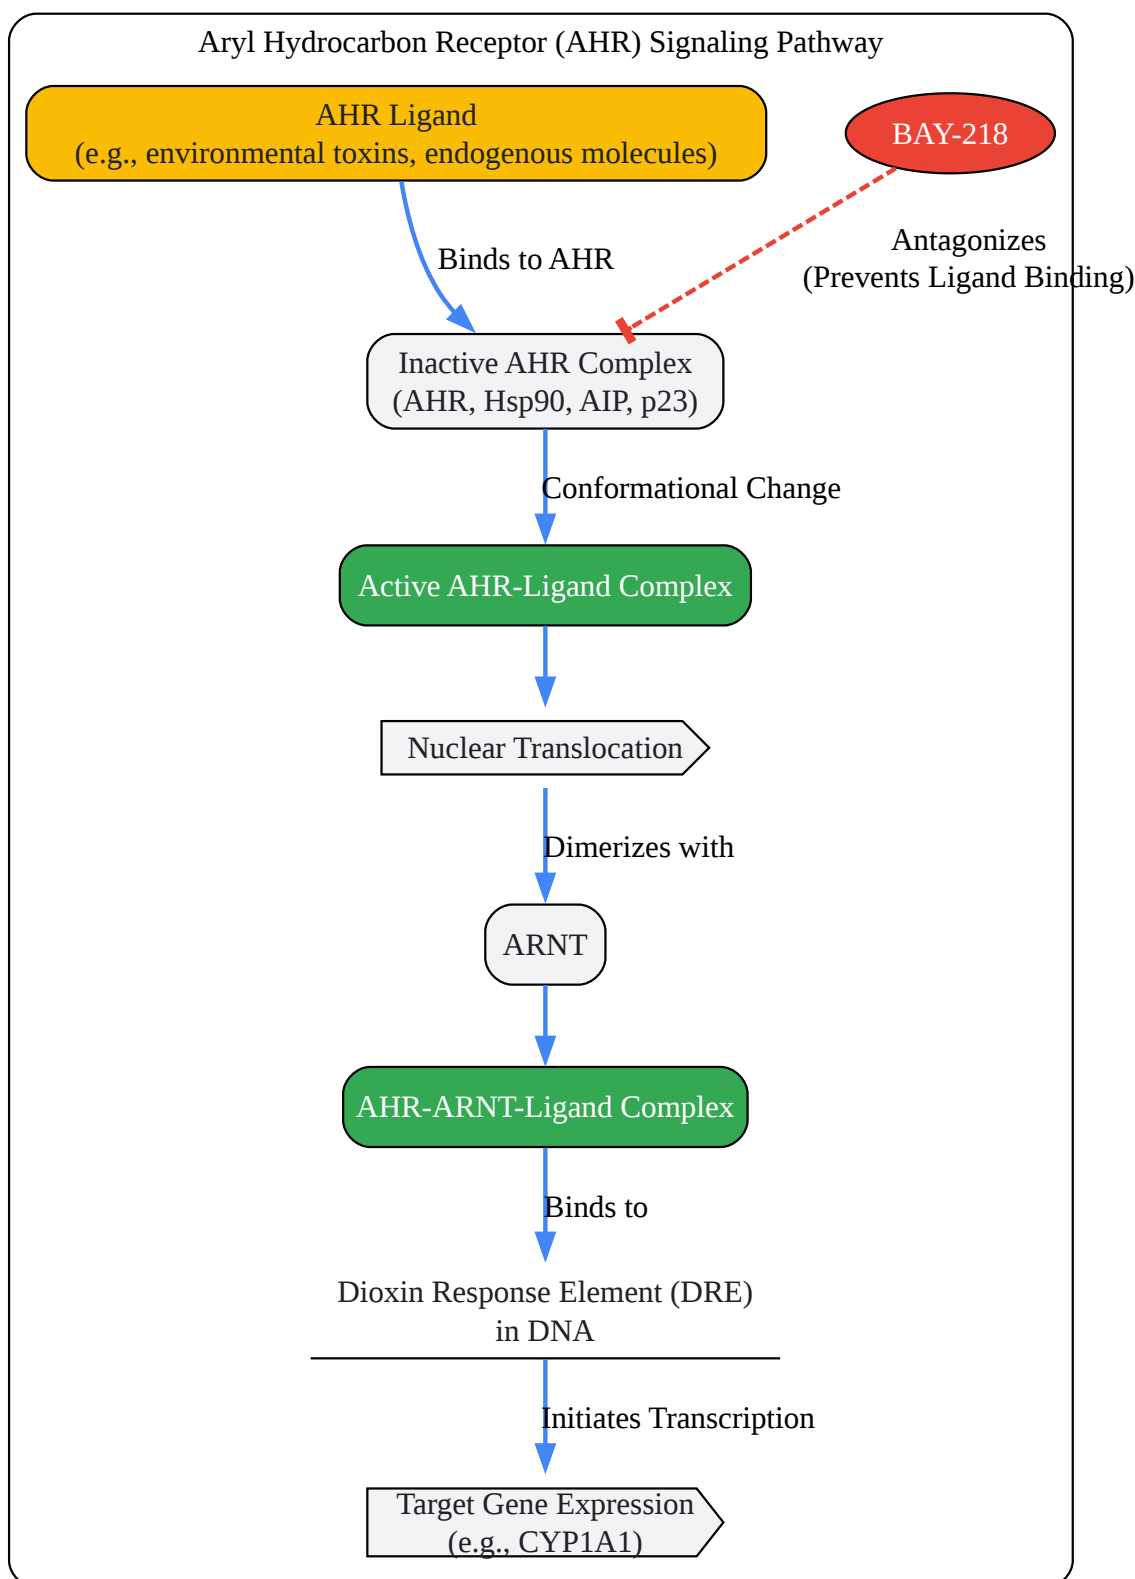 Aryl Hydrocarbon Receptor (AHR) Signaling Pathway
AHR Ligand
(e.g., environmental toxins, endogenous molecules)
BAY-218
Binds to AHR
Antagonizes
(Prevents Ligand Binding)
Inactive AHR Complex
(AHR, Hsp90, AIP, p23)
Conformational Change
Active AHR-Ligand Complex
Nuclear Translocation
Dimerizes with
ARNT
AHR-ARNT-Ligand Complex
Binds to
Dioxin Response Element (DRE)
in DNA
Initiates Transcription
Target Gene Expression
(e.g., CYP1A1)